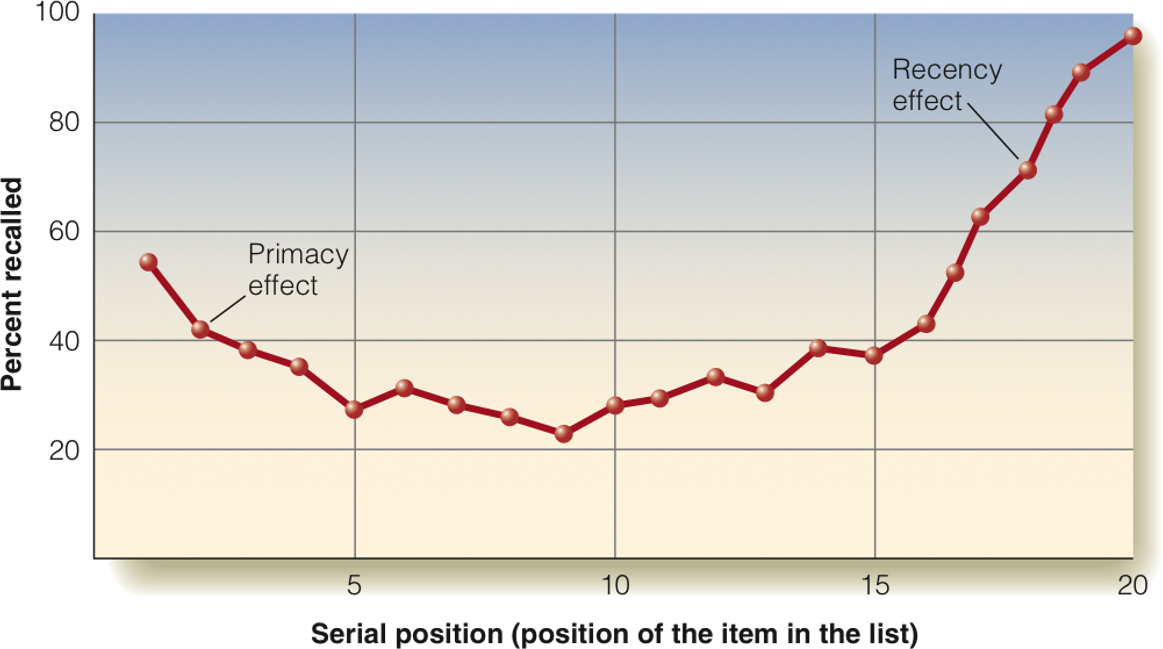 100
80
60
40
20
Percent recalled
Primacy
effect
Recency
effect
5
10
15
20
Serial position (position of the item in the list)